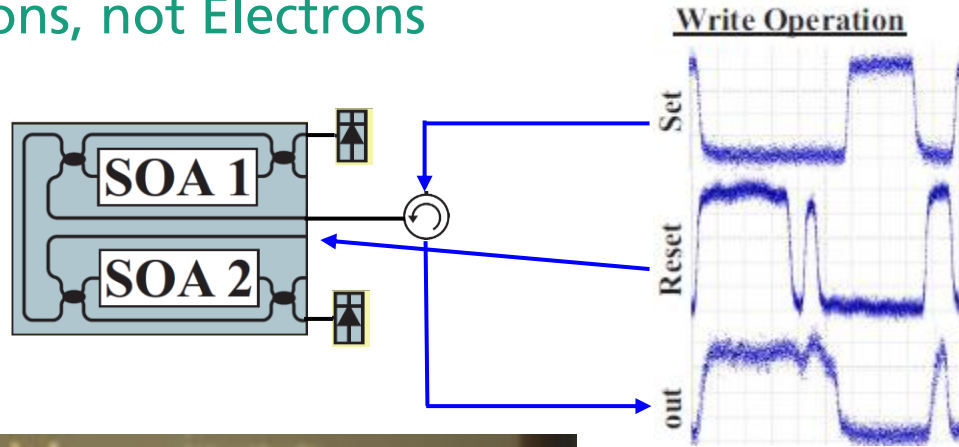 ons, not Electrons
Write Operation
Set
SOA 1
Reset
SOA 2
out